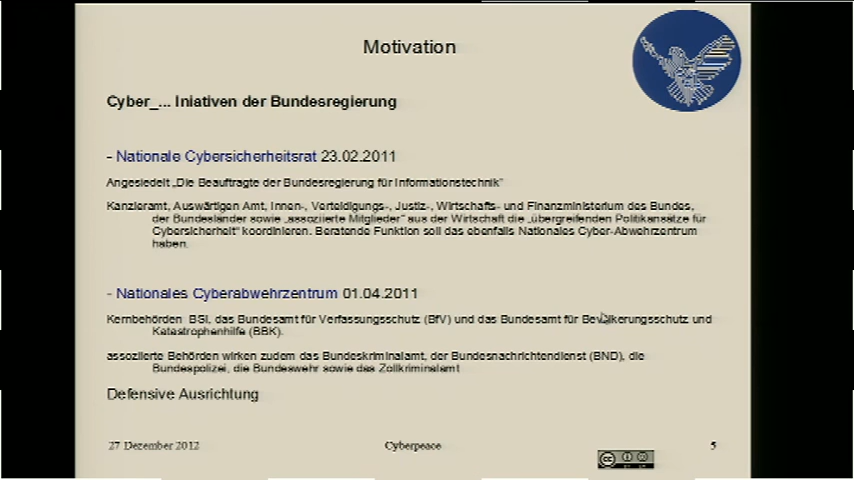 Motivation
Cyber_... Iniativen der Bundesregierung
- Nationale Cybersicherheitsrat 23.02.2011
Angesiedelt „Die Beauftragte der Bundesregierung für Informationstechnik"
Kanzleramt, Auswärtigen Amt, Innen-, Verteidigungs-, Justiz-, Wirtschafts- und Finanzministerium des Bundes,
der Bundesländer sowie „assoziierte Mitglieder" aus der Wirtschaft die „übergreifenden Politikansätze für
Cybersicherheit" koordinieren. Beratende Funktion soll das ebenfalls Nationales Cyber-Abwehrzentrum
haben.
- Nationales Cyberabwehrzentrum 01.04.2011
Kernbehörden BSI, das Bundesamt für Verfassungsschutz (BfV) und das Bundesamt für Bevölkerungsschutz und
Katastrophenhilfe (BBK).
assoziierte Behörden wirken zudem das Bundeskriminalamt, der Bundesnachrichtendienst (BND), die
Bundespolizei, die Bundeswehr sowie das Zollkriminalamt
Defensive Ausrichtung
27 Dezember 2012 Cyberpeace 5
cc